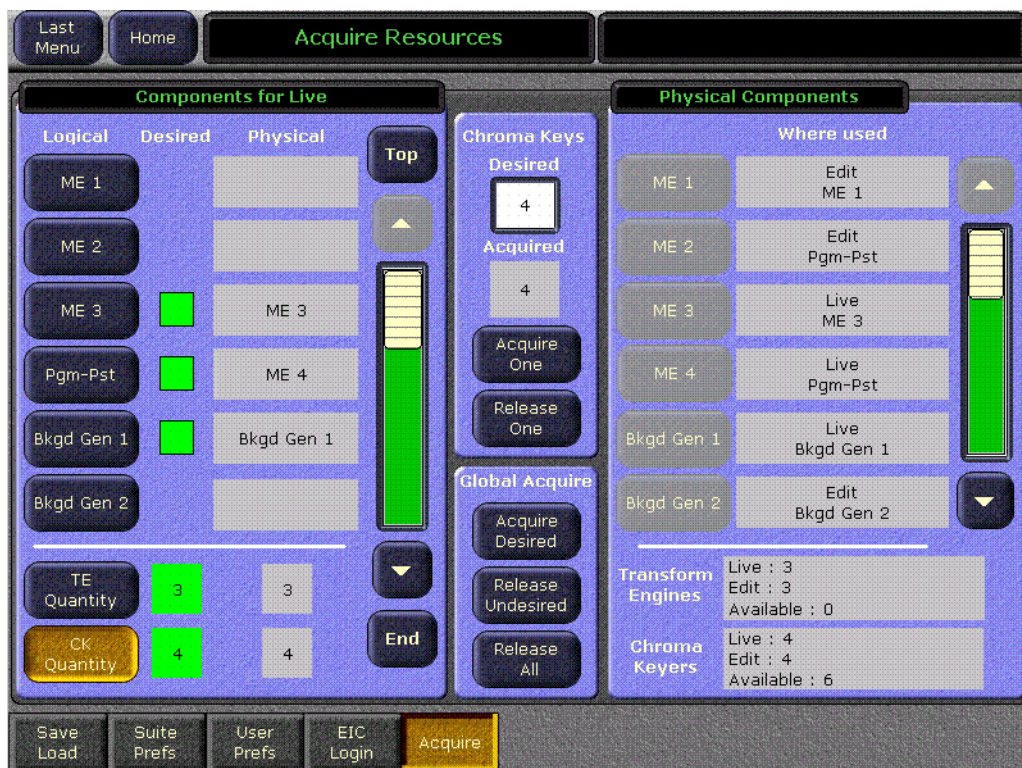 Last
Menu
Home
Acquire Resources
Components for Live
Logical Desired Physical
Top
ME 1
ME 2
ME 3
ME 3
Pgm-Pst
ME 4
Bkgd Gen 1
Bkgd Gen 1
Bkgd Gen 2
TE
Quantity
3
3
CK
Quantity
4
4
End
Chroma Keys
Desired
4
Acquired
4
Acquire
One
Release
One
Global Acquire
Acquire
Desired
Release
Undesired
Release
All
Physical Components
Where used
ME 1
Edit
ME 1
ME 2
Edit
Pgm-Pst
ME 3
Live
ME 3
ME 4
Live
Pgm-Pst
Bkgd Gen 1
Live
Bkgd Gen 1
Bkgd Gen 2
Edit
Bkgd Gen 2
Transform
Engines
Live : 3
Edit : 3
Available : 0
Chroma
Keyers
Live : 4
Edit : 4
Available : 6
Save
Load
Suite
Prefs
User
Prefs
EIC
Login
Acquire